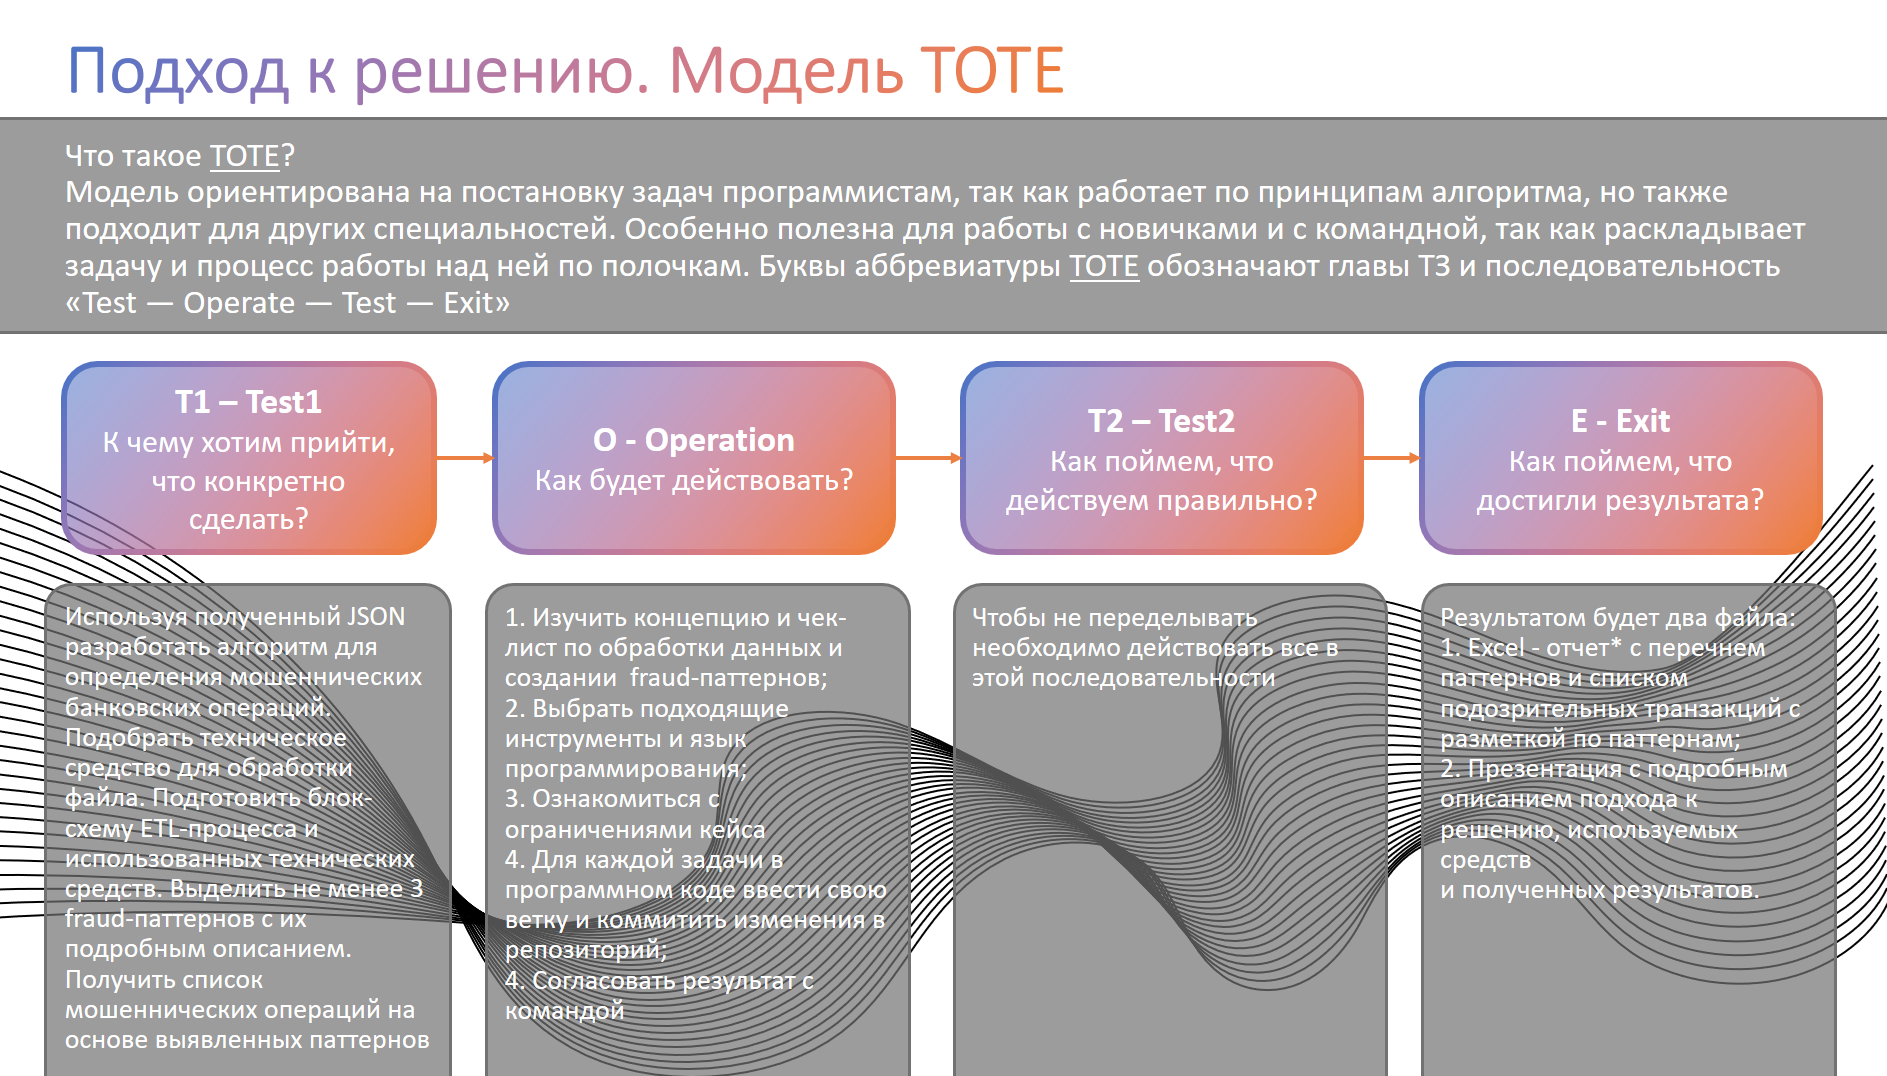 Подход к решению. Модель TOTE
Что такое TOTE?
Модель ориентирована на постановку задач программистам, так как работает по принципам алгоритма, но также
подходит для других специальностей. Особенно полезна для работы с новичками и с командной, так как раскладывает
задачу и процесс работы над ней по полочкам. Буквы аббревиатуры TOTE обозначают главы ТЗ и последовательность
«Test — Operate — Test — Exit»
T1 – Test1
К чему хотим прийти,
что конкретно
сделать?
O - Operation
Как будет действовать?
T2 – Test2
Как поймем, что
действуем правильно?
E - Exit
Как поймем, что
достигли результата?
Используя полученный JSON
разработать алгоритм для
определения мошеннических
банковских операций.
Подобрать техническое
средство для обработки
файла. Подготовить блок-
схему ETL-процесса и
использованных технических
средств. Выделить не менее 3
fraud-паттернов с их
подробным описанием.
Получить список
мошеннических операций на
основе выявленных паттернов
1. Изучить концепцию и чек-
лист по обработки данных и
создании  fraud-паттернов;
2. Выбрать подходящие
инструменты и язык
программирования;
3. Ознакомиться с
ограничениями кейса
4. Для каждой задачи в
программном коде ввести свою
ветку и коммитить изменения в
репозиторий;
4. Согласовать результат с
командой
Чтобы не переделывать
необходимо действовать все в
этой последовательности
Результатом будет два файла:
1. Excel - отчет* с перечнем
паттернов и списком
подозрительных транзакций с
разметкой по паттернам;
2. Презентация с подробным
описанием подхода к
решению, используемых
средств
и полученных результатов.